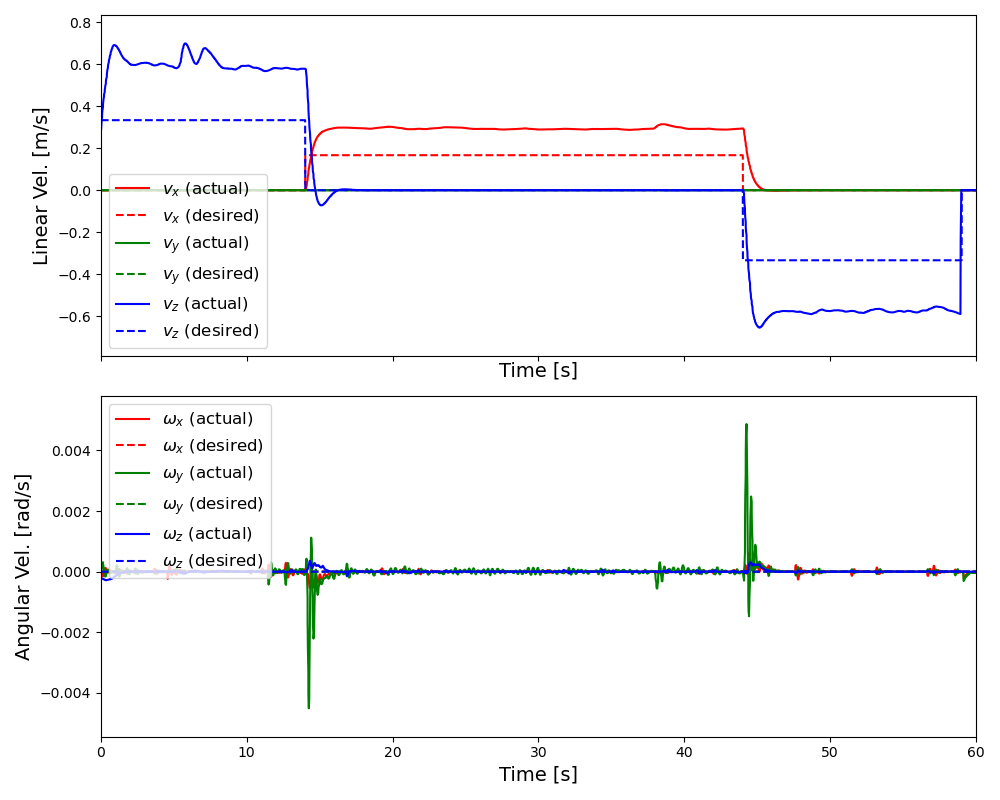 0.8
0.6
0.4
0.2
0.0
−0.2
−0.4
−0.6
Linear Vel. [m/s]
v_x (actual)
v_x (desired)
v_y (actual)
v_y (desired)
v_z (actual)
v_z (desired)
Time [s]
0.004
0.002
0.000
−0.002
−0.004
Angular Vel. [rad/s]
ω_x (actual)
ω_x (desired)
ω_y (actual)
ω_y (desired)
ω_z (actual)
ω_z (desired)
0 10 20 30 40 50 60
Time [s]